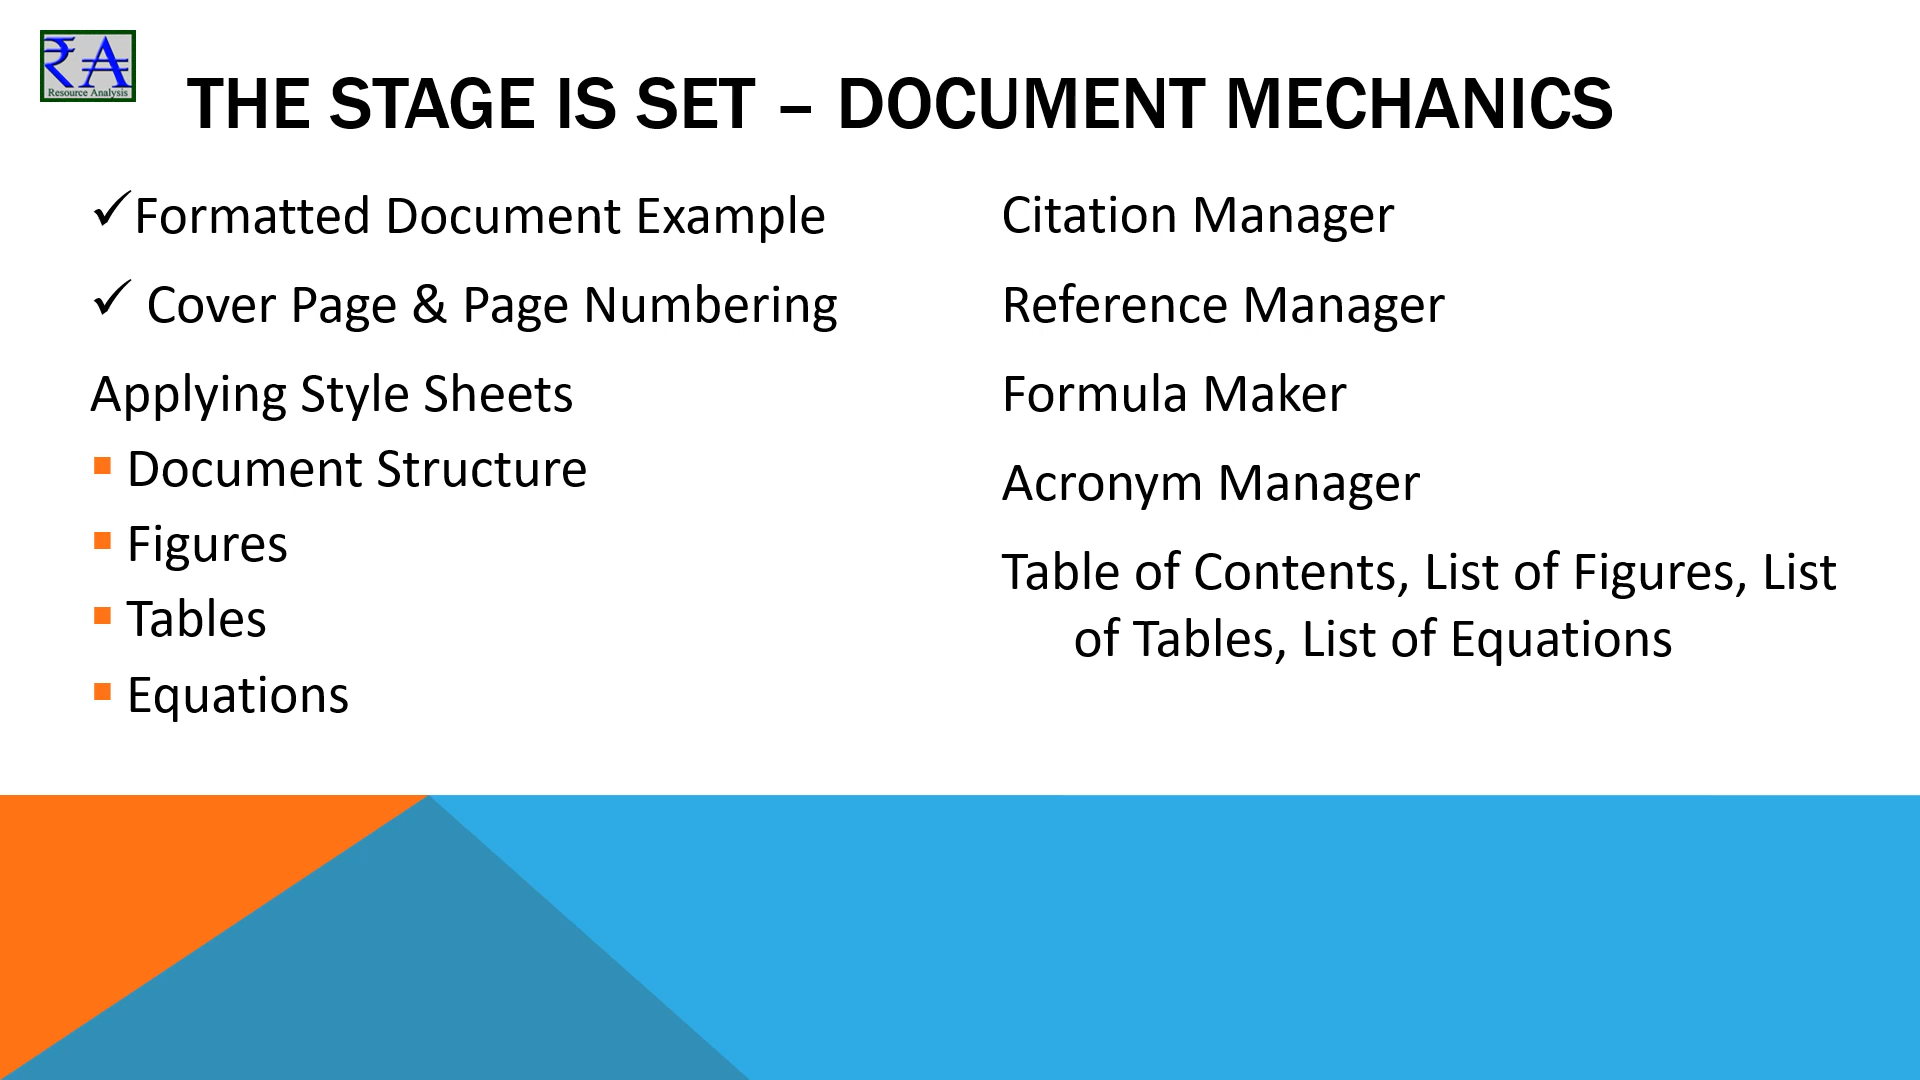 ₹A
Resource Analysis
THE STAGE IS SET – DOCUMENT MECHANICS
✓Formatted Document Example
✓ Cover Page & Page Numbering
Applying Style Sheets
▪ Document Structure
▪ Figures
▪ Tables
▪ Equations
Citation Manager
Reference Manager
Formula Maker
Acronym Manager
Table of Contents, List of Figures, List
of Tables, List of Equations